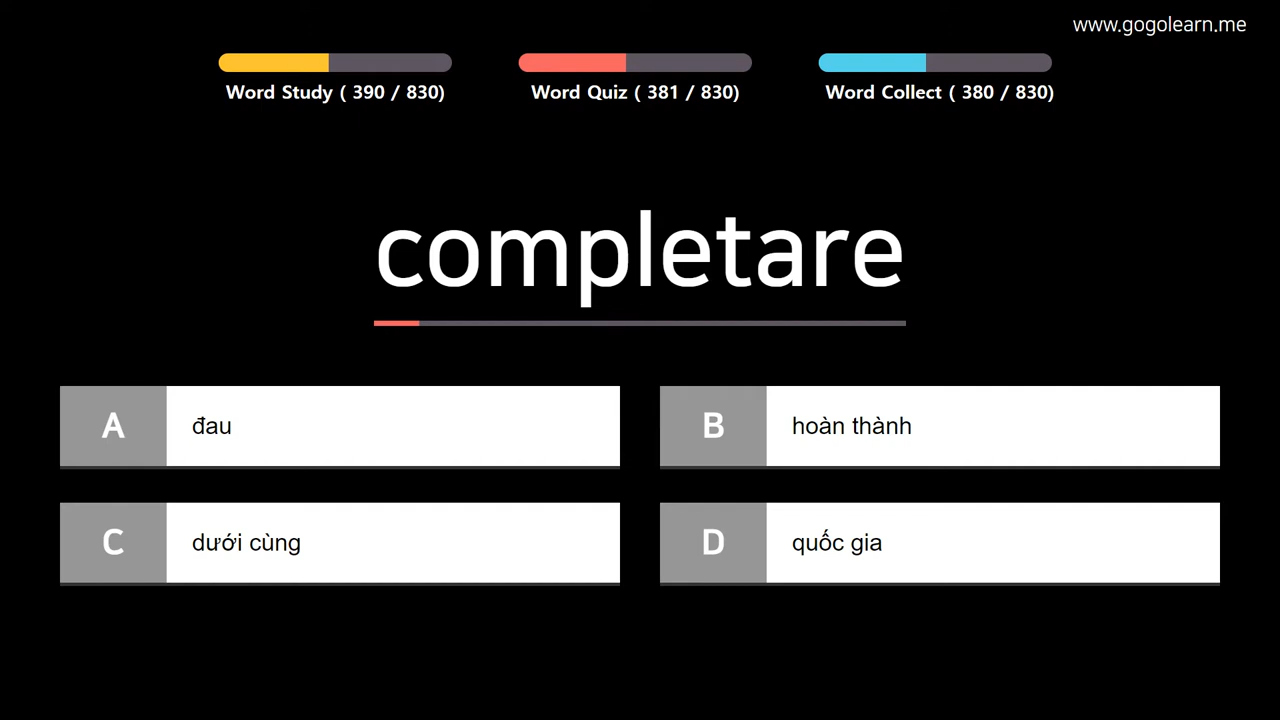 www.gogolearn.me
Word Study ( 390 / 830)
Word Quiz ( 381 / 830)
Word Collect ( 380 / 830)
completare
A đau
B hoàn thành
C dưới cùng
D quốc gia